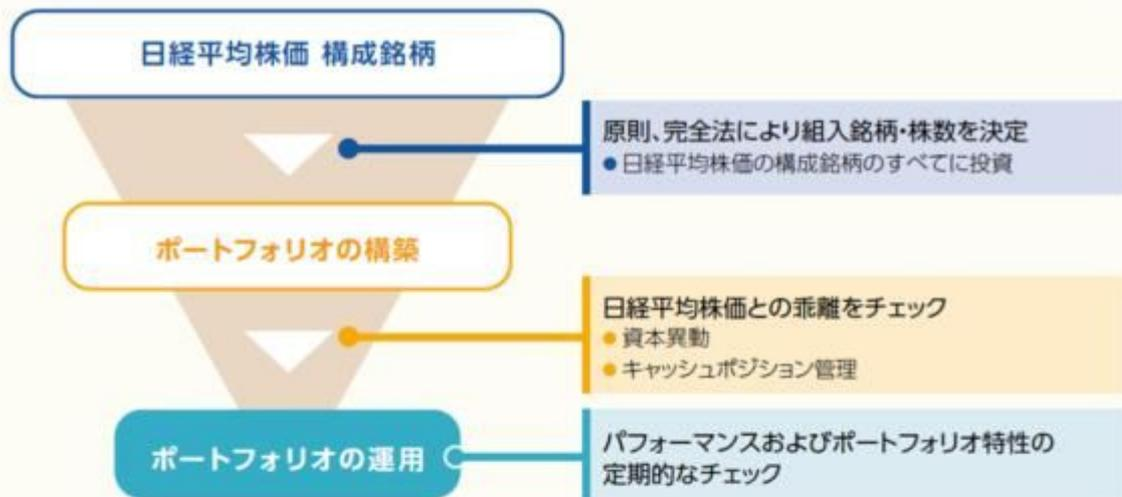 日経平均株価 構成銘柄
原則、完全法により組入銘柄・株数を決定
●日経平均株価の構成銘柄のすべてに投資
ポートフォリオの構築
日経平均株価との乖離をチェック
●資本異動
●キャッシュポジション管理
ポートフォリオの運用
パフォーマンスおよびポートフォリオ特性の
定期的なチェック